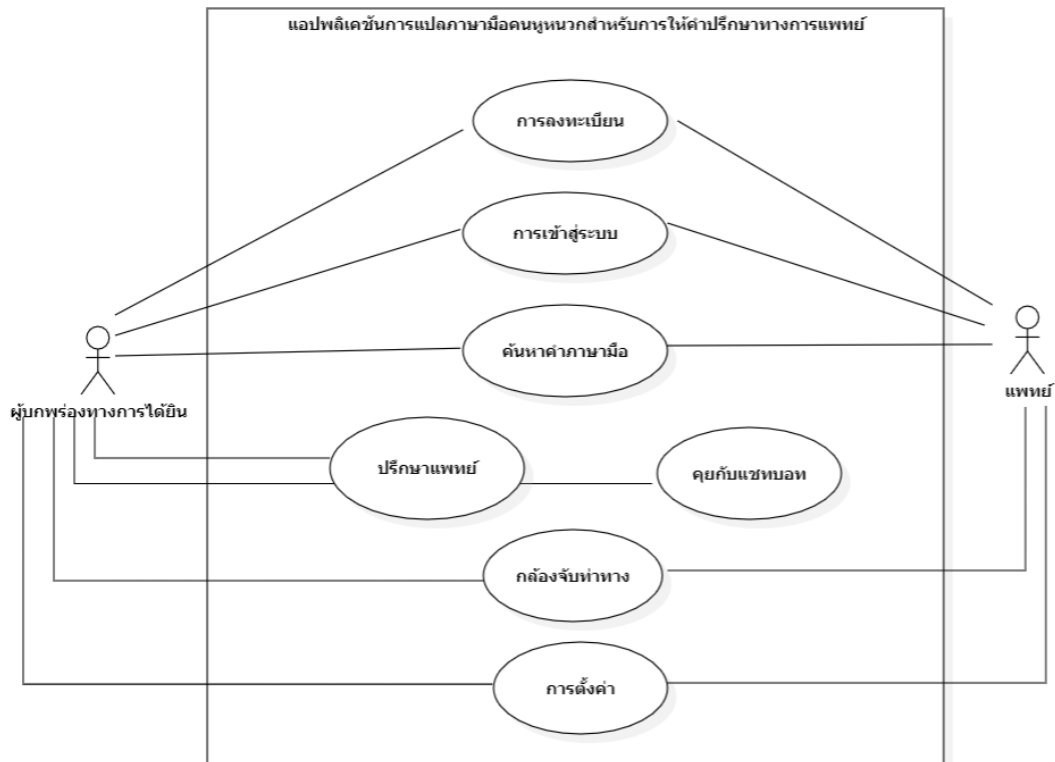 แอปพลิเคชันการแปลภาษามือคนหูหนวกสำหรับการให้คำปรึกษาทางการแพทย์
การลงทะเบียน
การเข้าสู่ระบบ
ค้นหาคำภาษามือ
ผู้บกพร่องทางการได้ยิน
แพทย์
ปรึกษาแพทย์
คุยกับแชทบอท
กล้องจับท่าทาง
การตั้งค่า